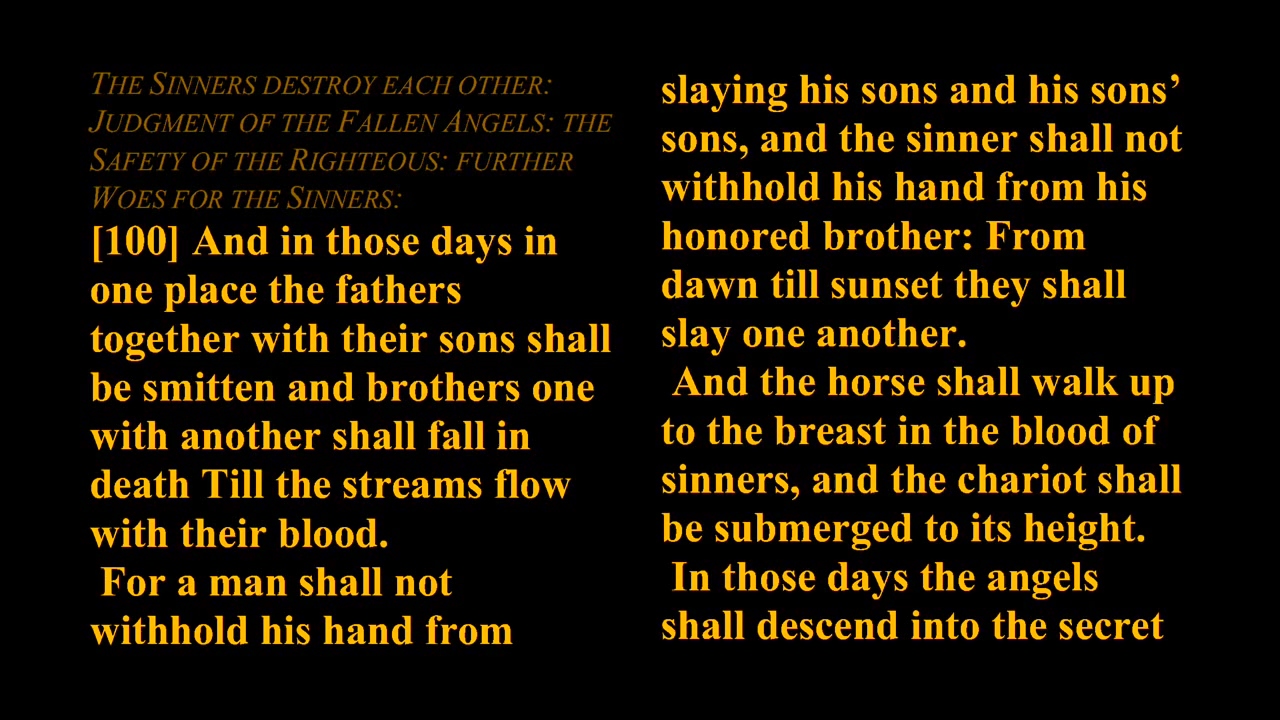 THE SINNERS DESTROY EACH OTHER:
JUDGMENT OF THE FALLEN ANGELS: THE
SAFETY OF THE RIGHTEOUS: FURTHER
WOES FOR THE SINNERS:
[100] And in those days in
one place the fathers
together with their sons shall
be smitten and brothers one
with another shall fall in
death Till the streams flow
with their blood.
For a man shall not
withhold his hand from
slaying his sons and his sons’
sons, and the sinner shall not
withhold his hand from his
honored brother: From
dawn till sunset they shall
slay one another.
And the horse shall walk up
to the breast in the blood of
sinners, and the chariot shall
be submerged to its height.
In those days the angels
shall descend into the secret